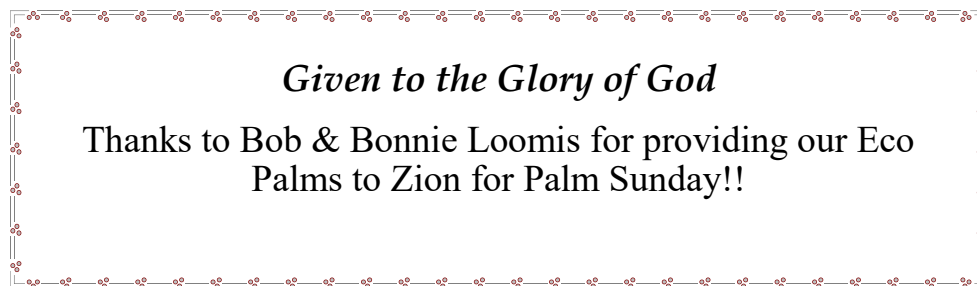 Given to the Glory of God
Thanks to Bob & Bonnie Loomis for providing our Eco
Palms to Zion for Palm Sunday!!